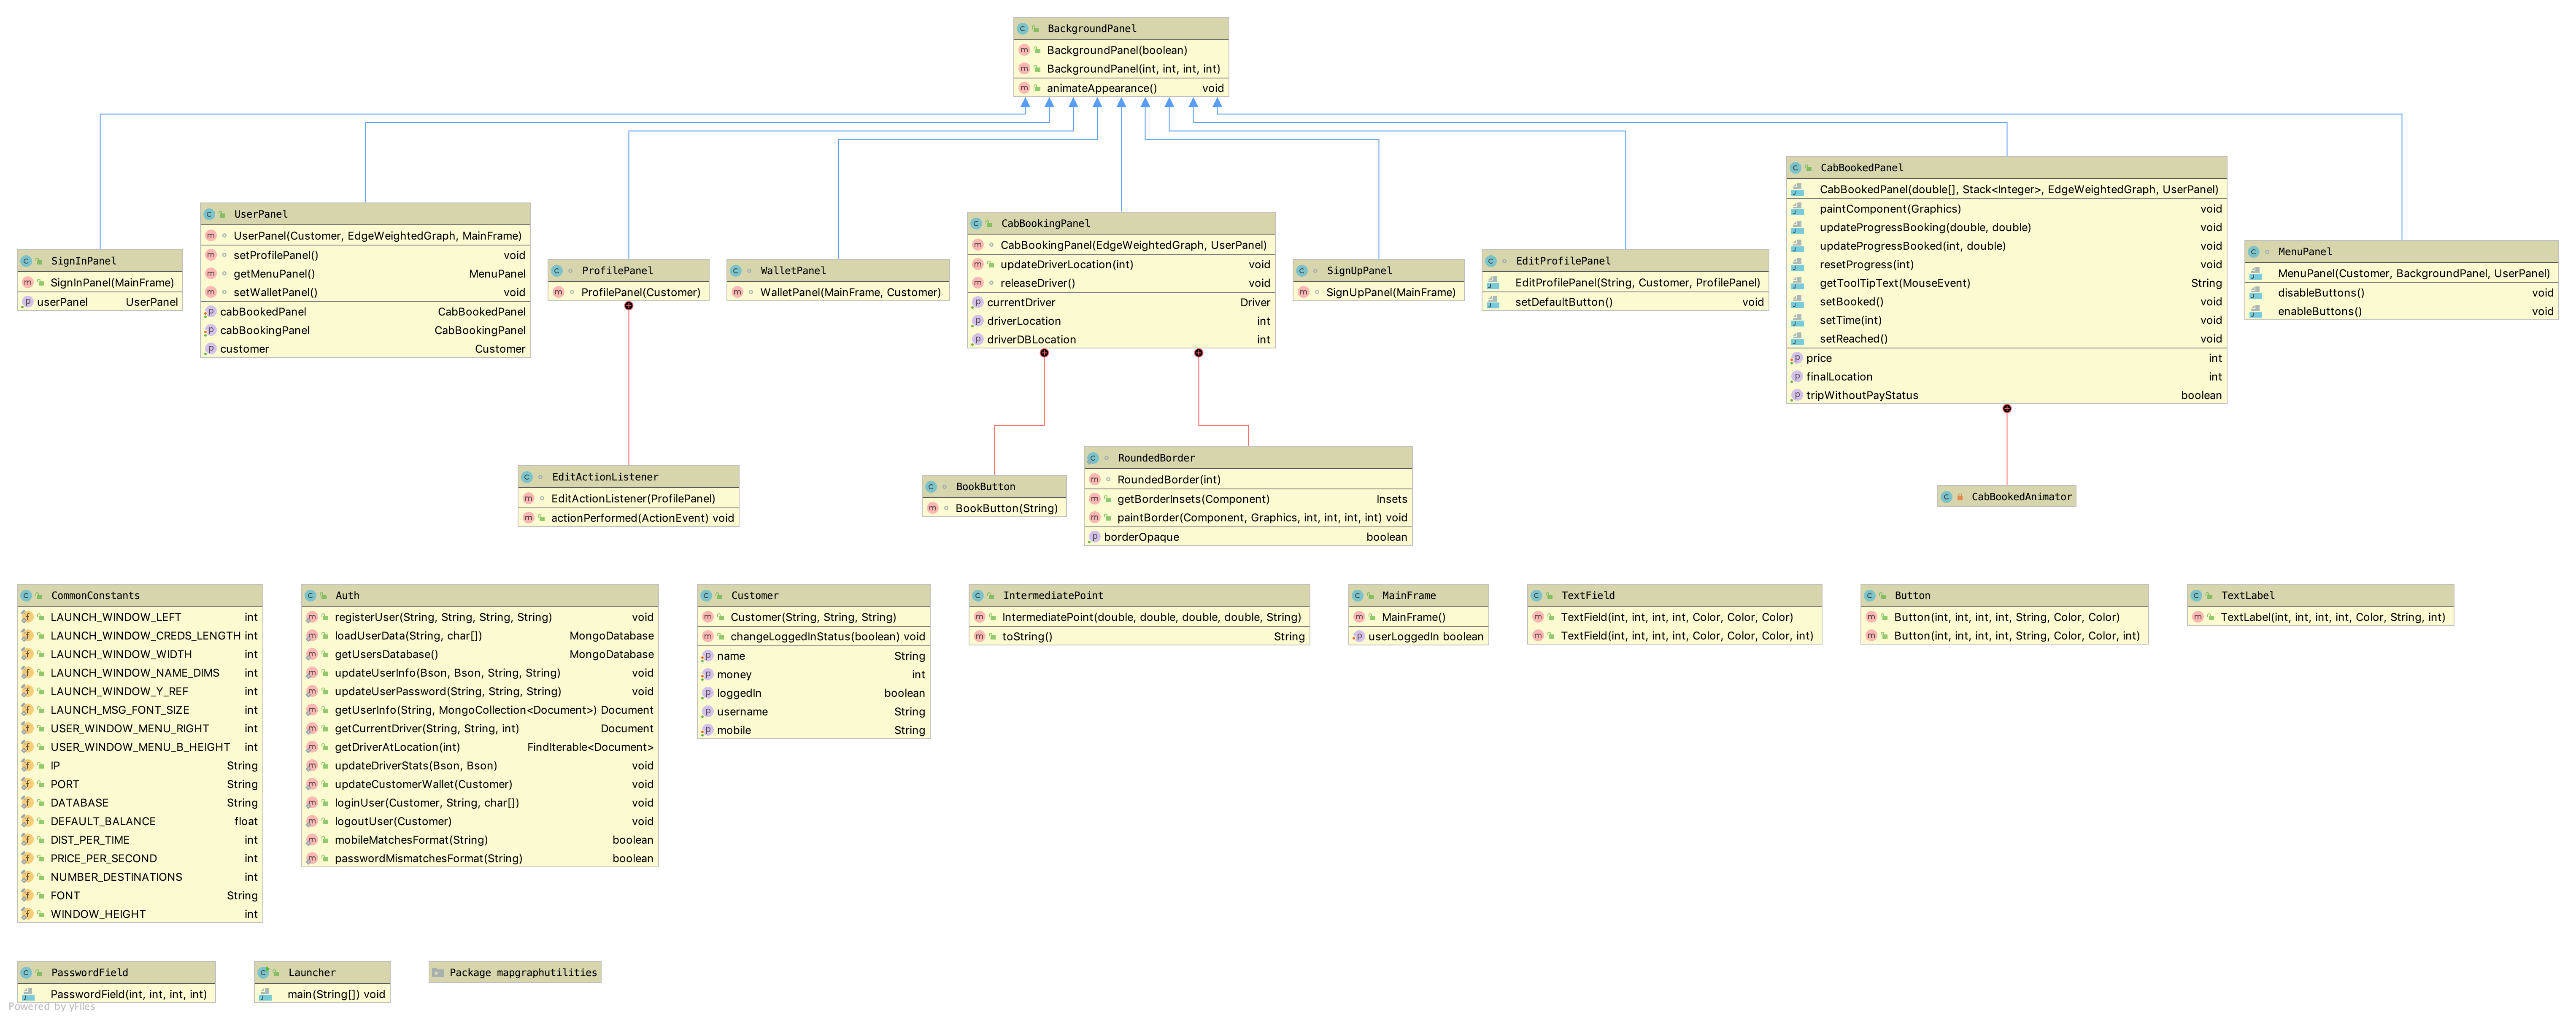 BackgroundPanel
BackgroundPanel(boolean)
BackgroundPanel(int, int, int, int)
animateAppearance() void
SignInPanel
SignInPanel(MainFrame)
userPanel UserPanel
UserPanel
UserPanel(Customer, EdgeWeightedGraph, MainFrame)
setProfilePanel() void
getMenuPanel() MenuPanel
setWalletPanel() void
cabBookedPanel CabBookedPanel
cabBookingPanel CabBookingPanel
customer Customer
ProfilePanel
ProfilePanel(Customer)
WalletPanel
WalletPanel(MainFrame, Customer)
CabBookingPanel
CabBookingPanel(EdgeWeightedGraph, UserPanel)
updateDriverLocation(int) void
releaseDriver() void
currentDriver Driver
driverLocation int
driverDBLocation int
SignUpPanel
SignUpPanel(MainFrame)
EditProfilePanel
EditProfilePanel(String, Customer, ProfilePanel)
setDefaultButton() void
CabBookedPanel
CabBookedPanel(double[], Stack<Integer>, EdgeWeightedGraph, UserPanel)
paintComponent(Graphics) void
updateProgressBooking(double, double) void
updateProgressBooked(int, double) void
resetProgress(int) void
getToolTipText(MouseEvent) String
setBooked() void
setTime(int) void
setReached() void
price int
finalLocation int
tripWithoutPayStatus boolean
MenuPanel
MenuPanel(Customer, BackgroundPanel, UserPanel)
disableButtons() void
enableButtons() void
EditActionListener
EditActionListener(ProfilePanel)
actionPerformed(ActionEvent) void
BookButton
BookButton(String)
RoundedBorder
RoundedBorder(int)
getBorderInsets(Component) Insets
paintBorder(Component, Graphics, int, int, int, int) void
borderOpaque boolean
CabBookedAnimator
CommonConstants
LAUNCH_WINDOW_LEFT int
LAUNCH_WINDOW_CREDS_LENGTH int
LAUNCH_WINDOW_WIDTH int
LAUNCH_WINDOW_NAME_DIMS int
LAUNCH_WINDOW_Y_REF int
LAUNCH_MSG_FONT_SIZE int
USER_WINDOW_MENU_RIGHT int
USER_WINDOW_MENU_B_HEIGHT int
IP String
PORT String
DATABASE String
DEFAULT_BALANCE float
DIST_PER_TIME int
PRICE_PER_SECOND int
NUMBER_DESTINATIONS int
FONT String
WINDOW_HEIGHT int
Auth
registerUser(String, String, String, String) void
loadUserData(String, char[]) MongoDatabase
getUsersDatabase() MongoDatabase
updateUserInfo(Bson, Bson, String, String) void
updateUserPassword(String, String, String) void
getUserInfo(String, MongoCollection<Document>) Document
getCurrentDriver(String, String, int) Document
getDriverAtLocation(int) FindIterable<Document>
updateDriverStats(Bson, Bson) void
updateCustomerWallet(Customer) void
loginUser(Customer, String, char[]) void
logoutUser(Customer) void
mobileMatchesFormat(String) boolean
passwordMismatchesFormat(String) boolean
Customer
Customer(String, String, String)
changeLoggedInStatus(boolean) void
name String
money int
loggedIn boolean
username String
mobile String
IntermediatePoint
IntermediatePoint(double, double, double, double, String)
toString() String
MainFrame
MainFrame()
userLoggedIn boolean
TextField
TextField(int, int, int, int, Color, Color, Color)
TextField(int, int, int, int, Color, Color, Color, int)
Button
Button(int, int, int, int, String, Color, Color)
Button(int, int, int, int, String, Color, Color, int)
TextLabel
TextLabel(int, int, int, int, Color, String, int)
PasswordField
PasswordField(int, int, int, int)
Launcher
main(String[]) void
Package mapgraphutilities
Powered by yFiles